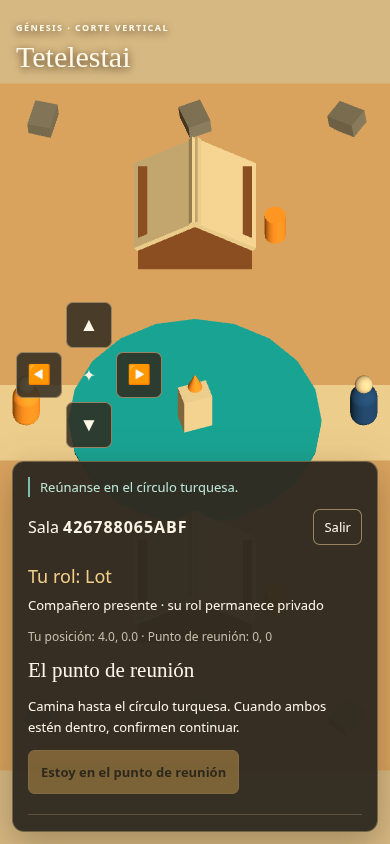 GÉNESIS · CORTE VERTICAL
Tetelestai
Reúnanse en el círculo turquesa.
Sala 426788065ABF
Salir
Tu rol: Lot
Compañero presente · su rol permanece privado
Tu posición: 4.0, 0.0 · Punto de reunión: 0, 0
El punto de reunión
Camina hasta el círculo turquesa. Cuando ambos
estén dentro, confirmen continuar.
Estoy en el punto de reunión